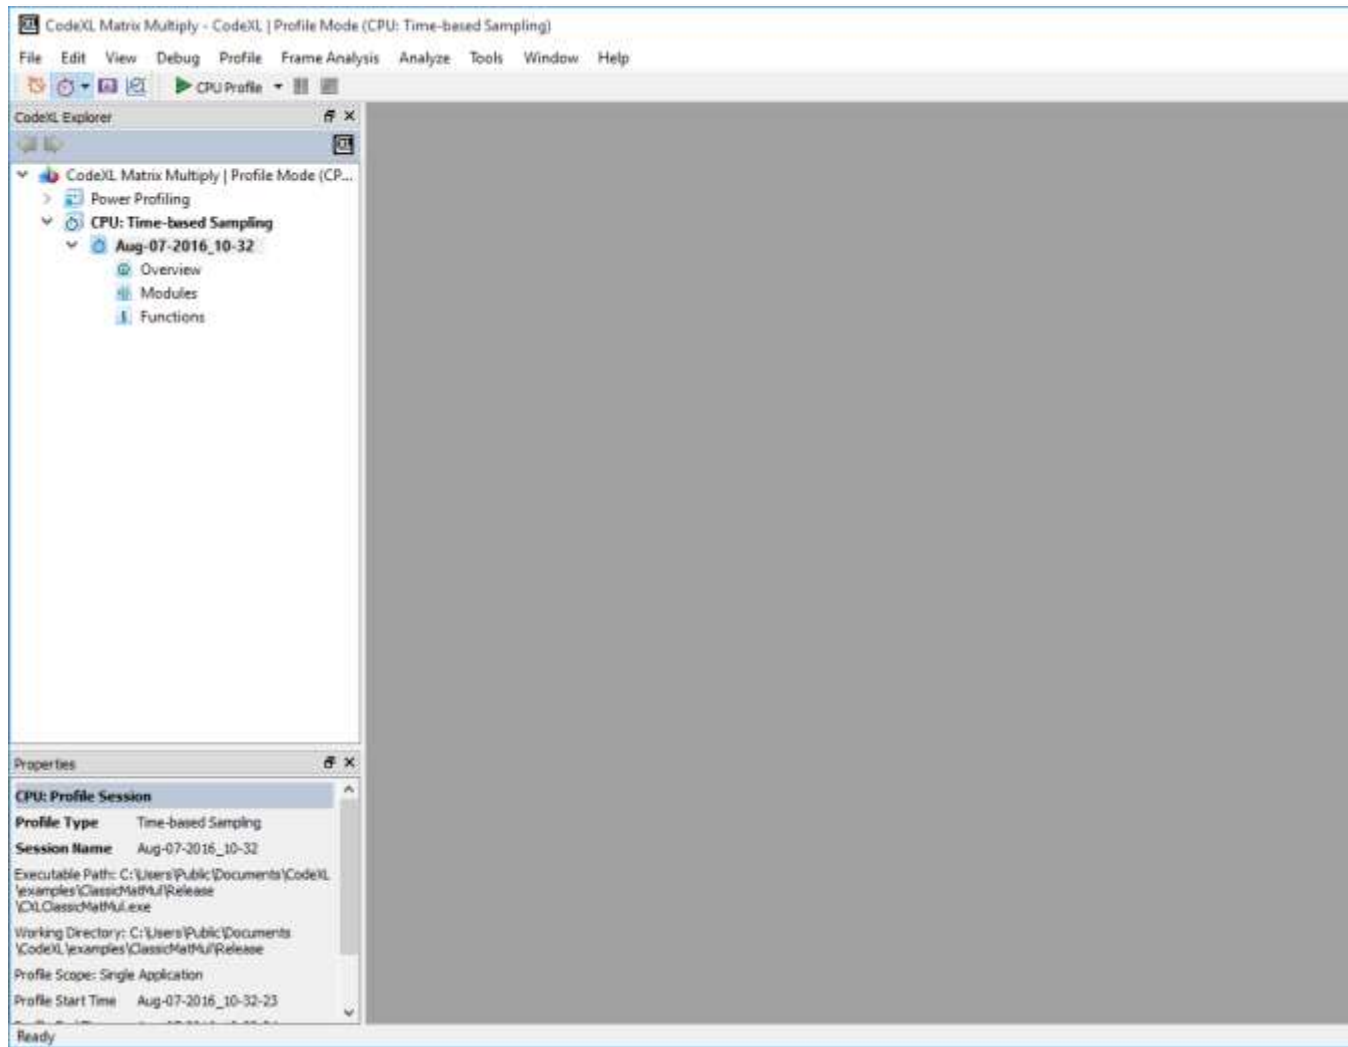 CodeXL Matrix Multiply - CodeXL | Profile Mode (CPU: Time-based Sampling)
File Edit View Debug Profile Frame Analysis Analyze Tools Window Help
CPU Profile
CodeXL Explorer
CodeXL Matrix Multiply | Profile Mode (CP...
Power Profiling
CPU: Time-based Sampling
Aug-07-2016_10-32
Overview
Modules
Functions
Properties
CPU: Profile Session
Profile Type Time-based Sampling
Session Name Aug-07-2016_10-32
Executable Path: C:\Users\Public\Documents\CodeXL
\examples\ClassicMatMul\Release
\CXLClassicMatMul.exe
Working Directory: C:\Users\Public\Documents
\CodeXL\examples\ClassicMatMul\Release
Profile Scope: Single Application
Profile Start Time Aug-07-2016_10-32-23
Ready